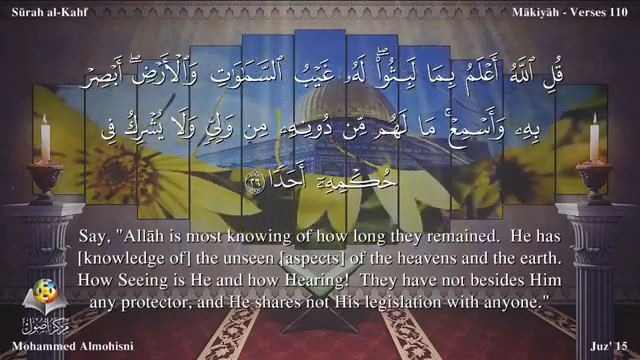 Sūrah al-Kahf
Mākiyàh - Verses 110
قُلِ ٱللَّهُ أَعْلَمُ بِمَا لَبِثُوا۟ ۖ لَهُۥ غَيْبُ ٱلسَّمَـٰوَٰتِ وَٱلْأَرْضِ ۖ أَبْصِرْ
بِهِۦ وَأَسْمِعْ ۚ مَا لَهُم مِّن دُونِهِۦ مِن وَلِىٍّ وَلَا يُشْرِكُ فِى
حُكْمِهِۦٓ أَحَدًا ٢٦
Say, "Allāh is most knowing of how long they remained. He has
[knowledge of] the unseen [aspects] of the heavens and the earth.
How Seeing is He and how Hearing! They have not besides Him
any protector, and He shares not His legislation with anyone."
مركز أصول
Mohammed Almohisni
Juz' 15